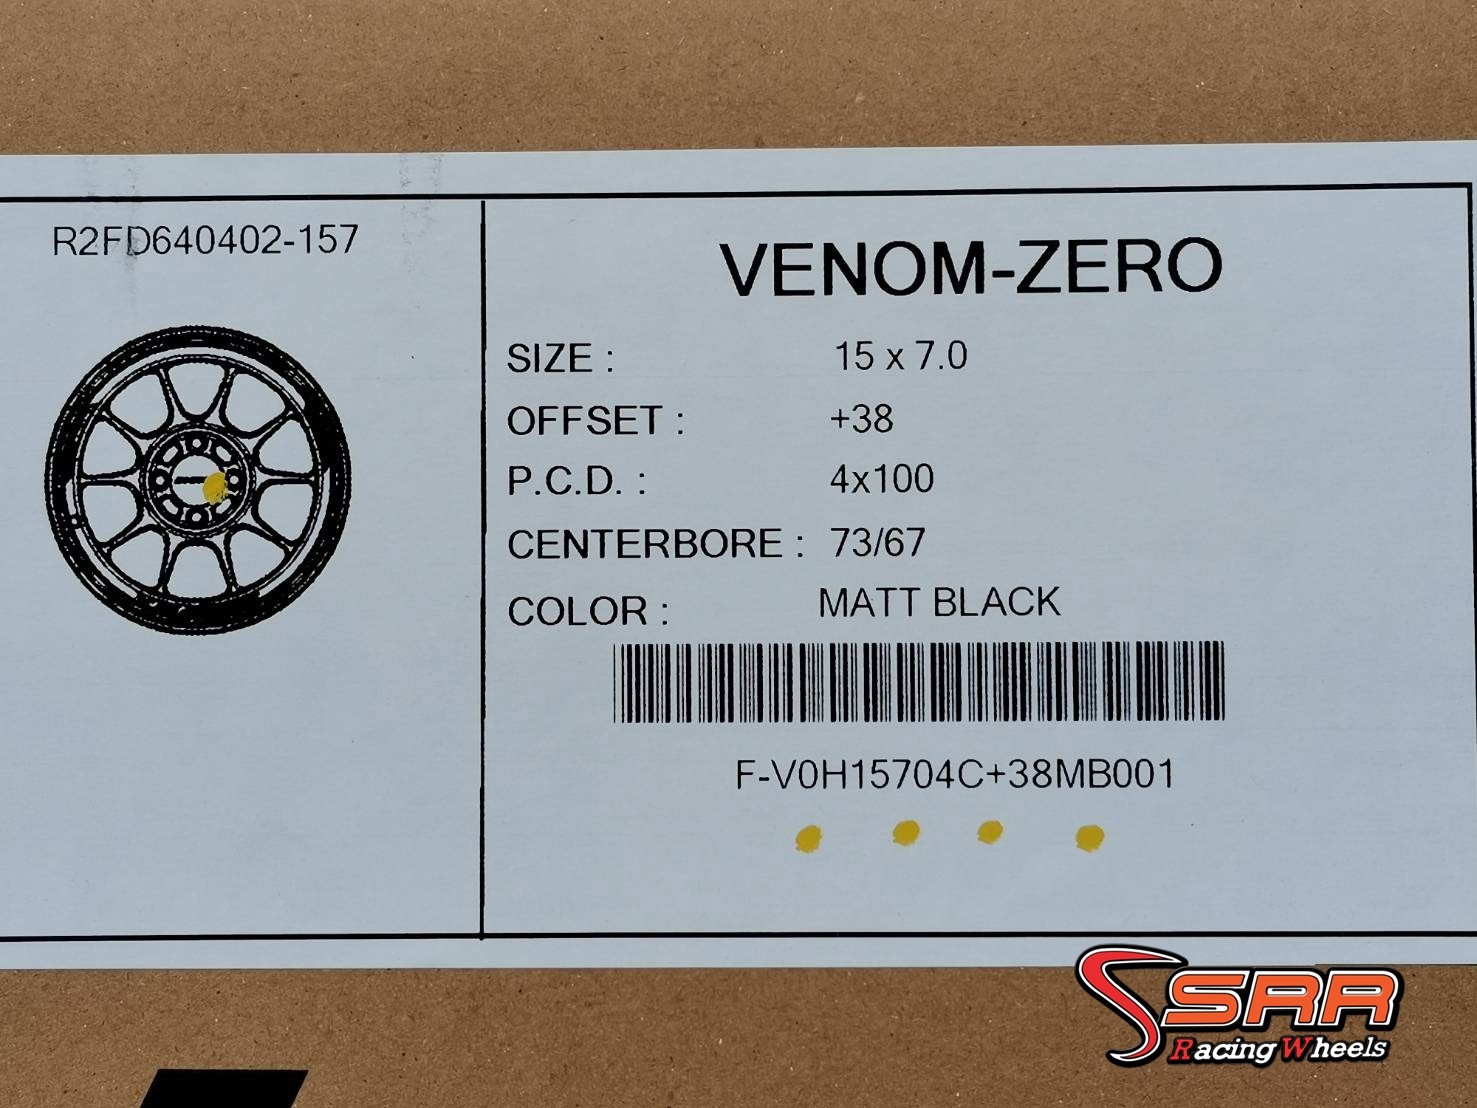 R2FD640402-157
VENOM-ZERO
SIZE : 15 x 7.0
OFFSET : +38
P.C.D. : 4x100
CENTERBORE : 73/67
COLOR : MATT BLACK
F-V0H15704C+38MB001
SRR
Racing Wheels